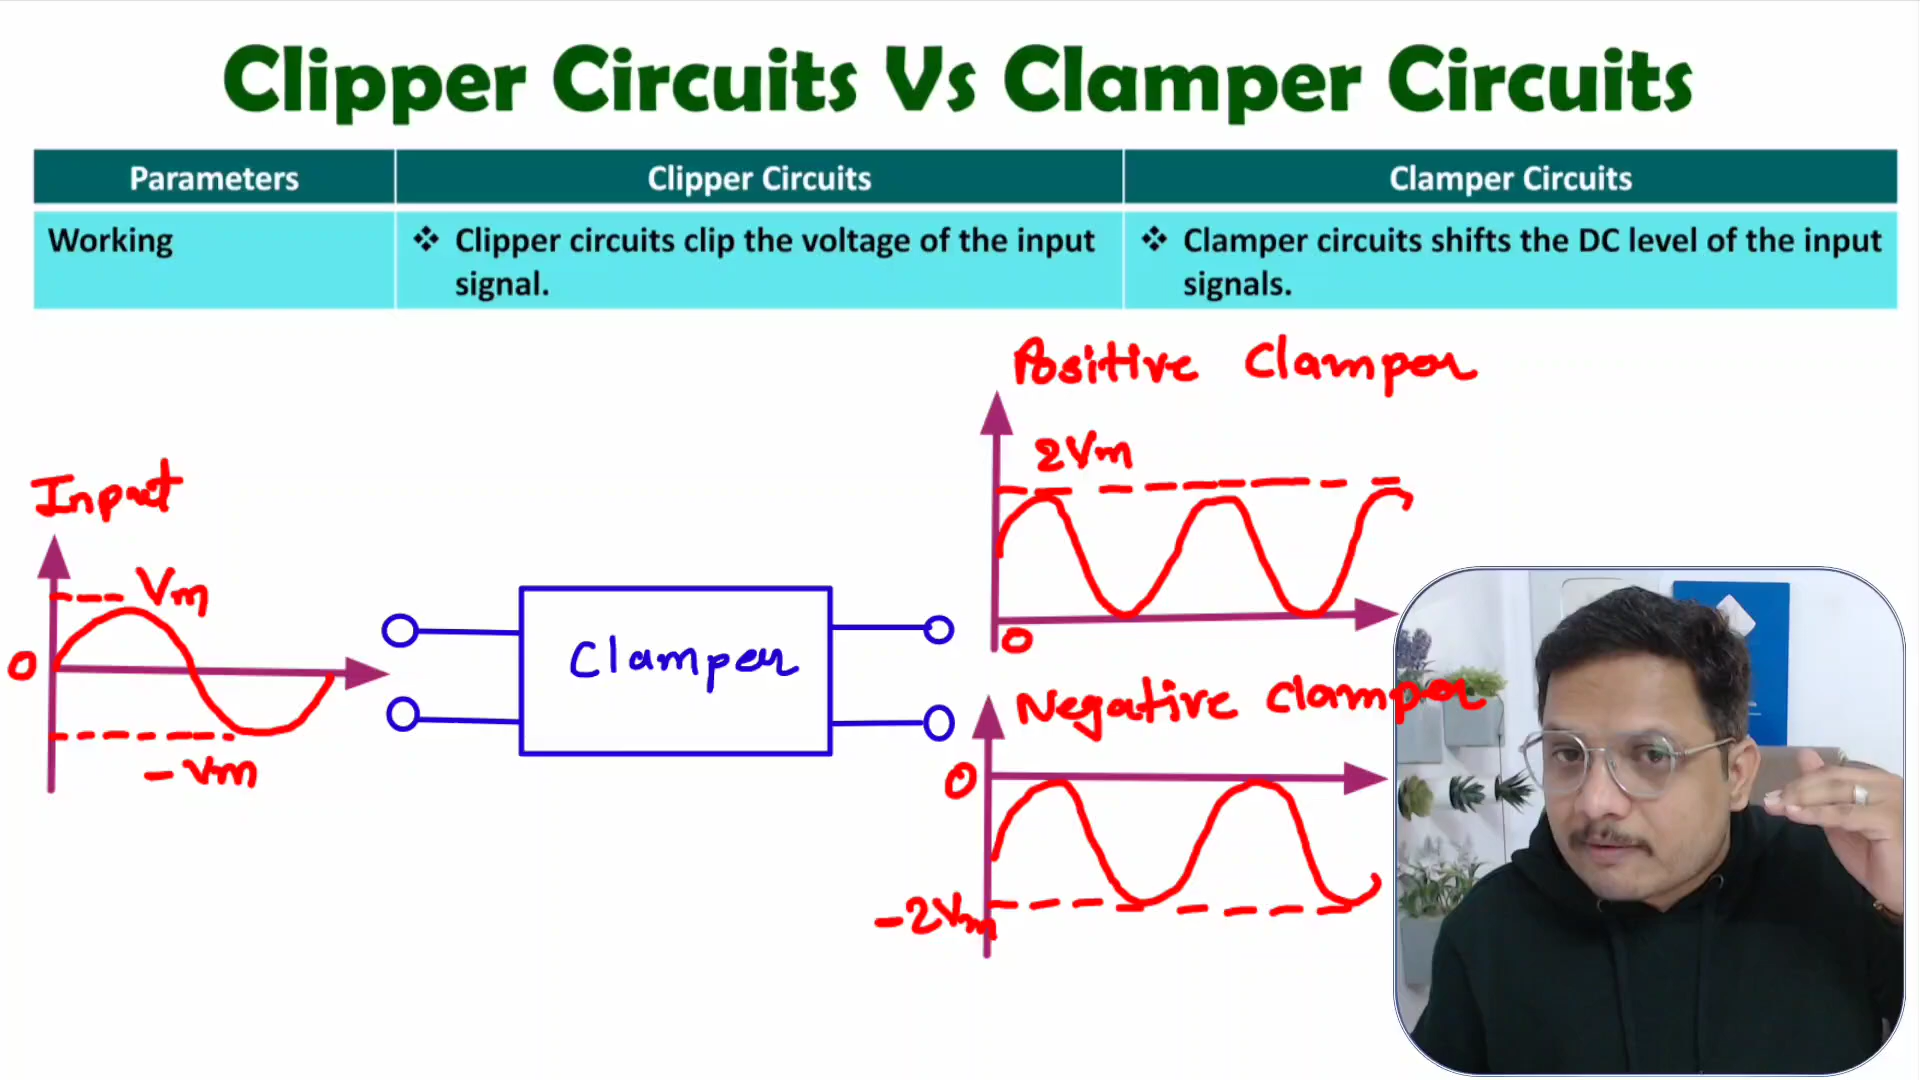 Clipper Circuits Vs Clamper Circuits
Parameters
Clipper Circuits
Clamper Circuits
Working
❖ Clipper circuits clip the voltage of the input
signal.
❖ Clamper circuits shifts the DC level of the input
signals.
Positive Clamper
2Vm
Input
Vm
0
-Vm
Clamper
0
Negative Clamper
0
-2Vm